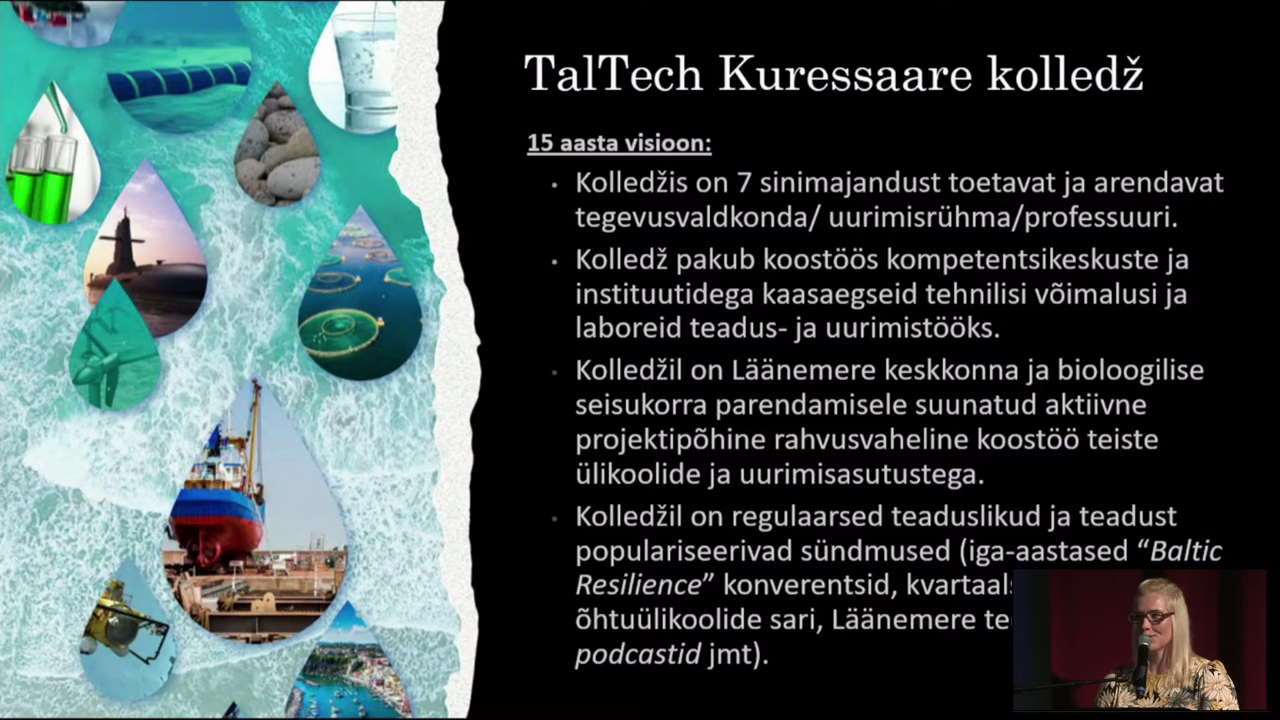 TalTech Kuressaare kolledž
15 aasta visioon:
• Kolledžis on 7 sinimajandust toetavat ja arendavat
tegevusvaldkonda/ uurimisrühma/professuuri.
• Kolledž pakub koostöös kompetentsikeskuste ja
instituutidega kaasaegseid tehnilisi võimalusi ja
laboreid teadus- ja uurimistööks.
• Kolledžil on Läänemere keskkonna ja bioloogilise
seisukorra parendamisele suunatud aktiivne
projektipõhine rahvusvaheline koostöö teiste
ülikoolide ja uurimisasutustega.
• Kolledžil on regulaarsed teaduslikud ja teadust
populariseerivad sündmused (iga-aastased “Baltic
Resilience” konverentsid,
õhtuülikoolide sari, Läänemere
podcastid jmt).